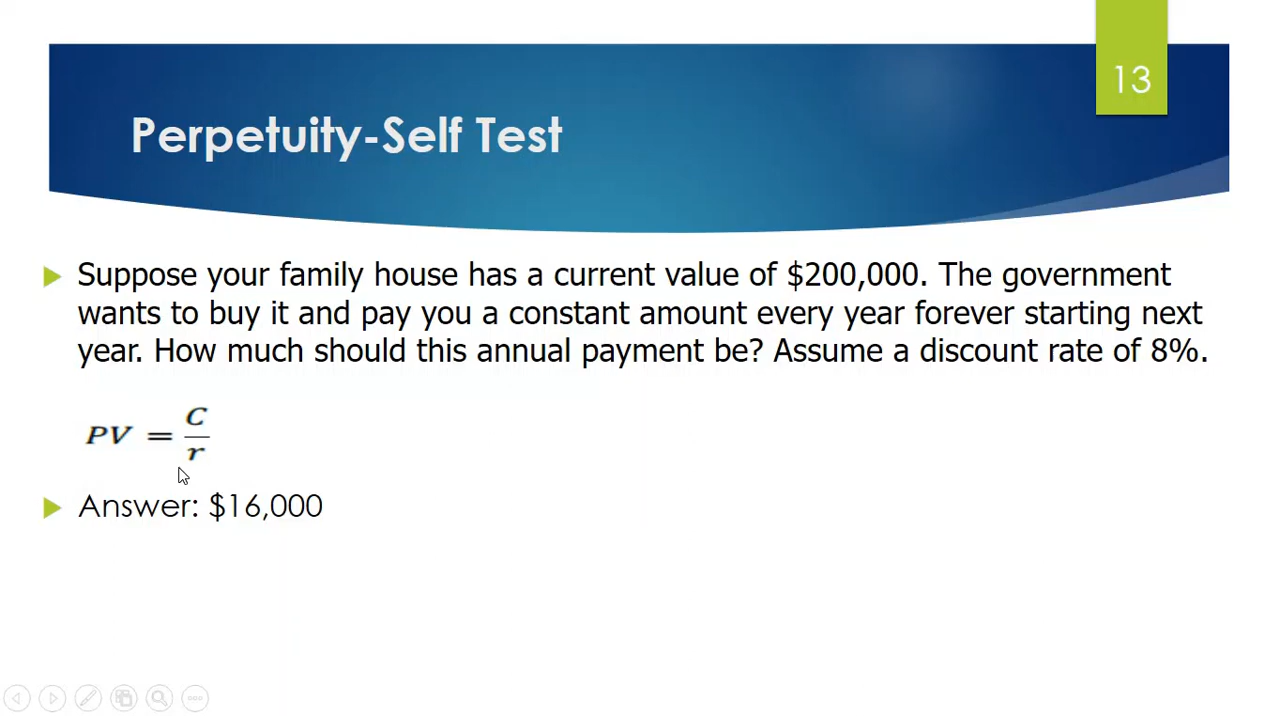 13
Perpetuity-Self Test
Suppose your family house has a current value of $200,000. The government
wants to buy it and pay you a constant amount every year forever starting next
year. How much should this annual payment be? Assume a discount rate of 8%.
PV = C/r
Answer: $16,000